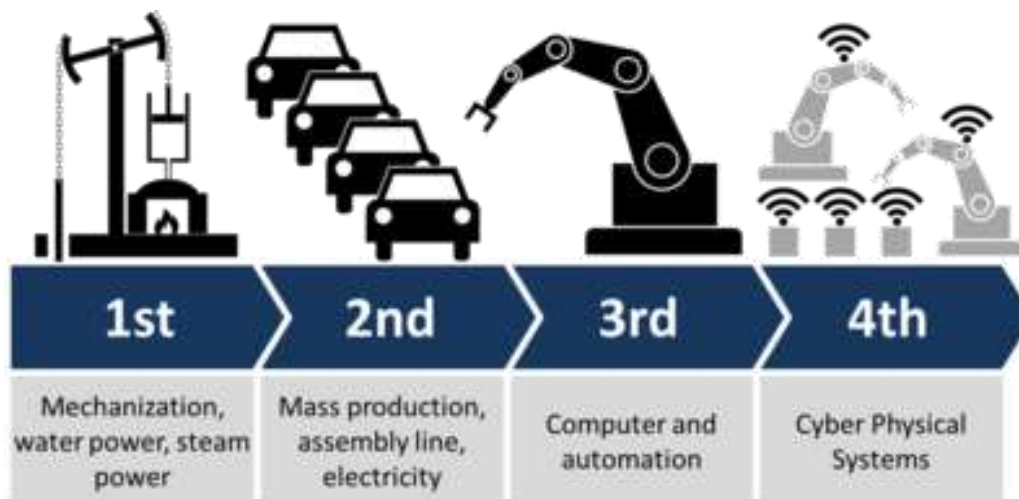 1st
2nd
3rd
4th
Mechanization,
water power, steam
power
Mass production,
assembly line,
electricity
Computer and
automation
Cyber Physical
Systems